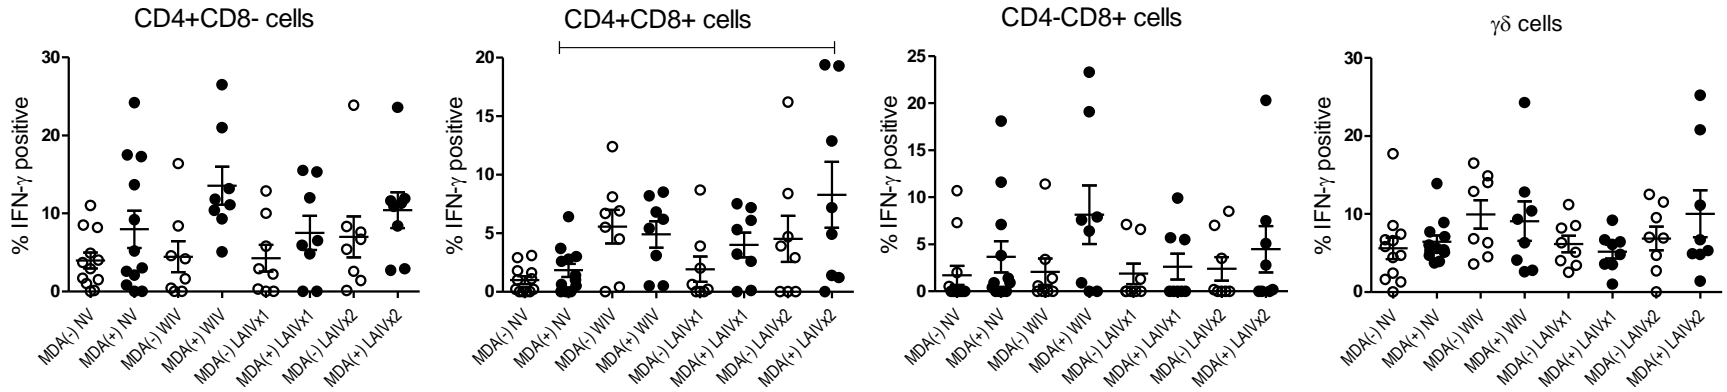 CD4+CD8- cells
% IFN-γ positive
30
20
10
0
MDA(-) NV
MDA(+) NV
MDA(-) WIV
MDA(+) WIV
MDA(-) LAIVx1
MDA(+) LAIVx1
MDA(-) LAIVx2
MDA(+) LAIVx2
CD4+CD8+ cells
% IFN-γ positive
20
15
10
5
0
MDA(-) NV
MDA(+) NV
MDA(-) WIV
MDA(+) WIV
MDA(-) LAIVx1
MDA(+) LAIVx1
MDA(-) LAIVx2
MDA(+) LAIVx2
CD4-CD8+ cells
% IFN-γ positive
25
20
15
10
5
0
MDA(-) NV
MDA(+) NV
MDA(-) WIV
MDA(+) WIV
MDA(-) LAIVx1
MDA(+) LAIVx1
MDA(-) LAIVx2
MDA(+) LAIVx2
γδ cells
% IFN-γ positive
30
20
10
0
MDA(-) NV
MDA(+) NV
MDA(-) WIV
MDA(+) WIV
MDA(-) LAIVx1
MDA(+) LAIVx1
MDA(-) LAIVx2
MDA(+) LAIVx2